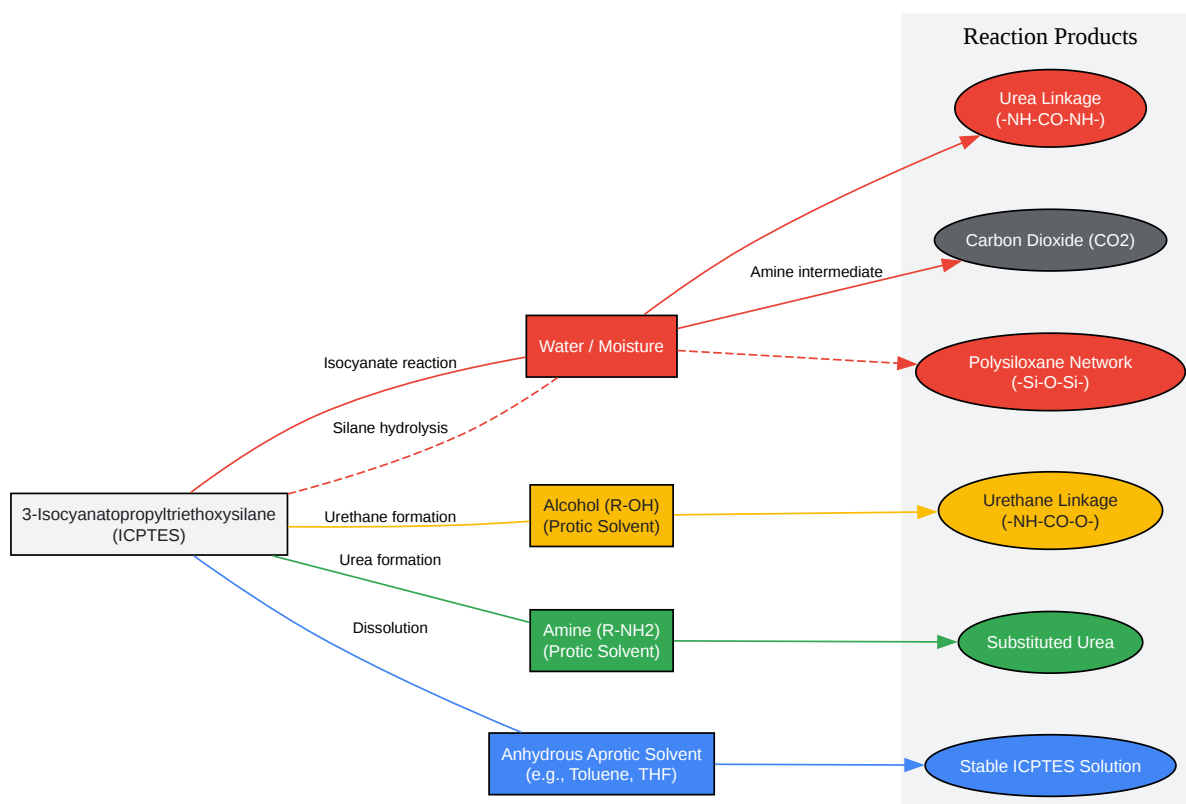 Reaction Products
Urea Linkage
(-NH-CO-NH-)
Carbon Dioxide (CO2)
Amine intermediate
Water / Moisture
Polysiloxane Network
(-Si-O-Si-)
Isocyanate reaction
Silane hydrolysis
3-Isocyanatopropyltriethoxysilane
(ICPTES)
Urethane formation
Alcohol (R-OH)
(Protic Solvent)
Urethane Linkage
(-NH-CO-O-)
Urea formation
Amine (R-NH2)
(Protic Solvent)
Substituted Urea
Dissolution
Anhydrous Aprotic Solvent
(e.g., Toluene, THF)
Stable ICPTES Solution